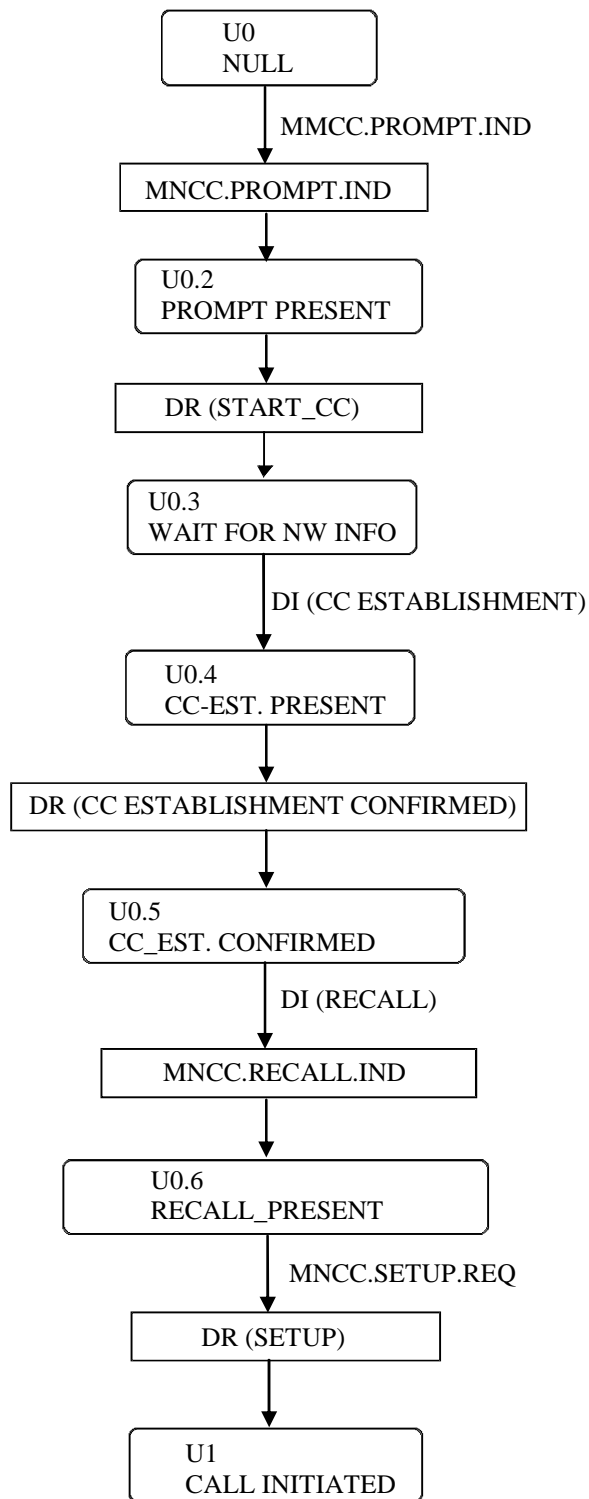 U0
NULL
MMCC.PROMPT.IND
MNCC.PROMPT.IND
U0.2
PROMPT PRESENT
DR (START_CC)
U0.3
WAIT FOR NW INFO
DI (CC ESTABLISHMENT)
U0.4
CC-EST. PRESENT
DR (CC ESTABLISHMENT CONFIRMED)
U0.5
CC_EST. CONFIRMED
DI (RECALL)
MNCC.RECALL.IND
U0.6
RECALL_PRESENT
MNCC.SETUP.REQ
DR (SETUP)
U1
CALL INITIATED